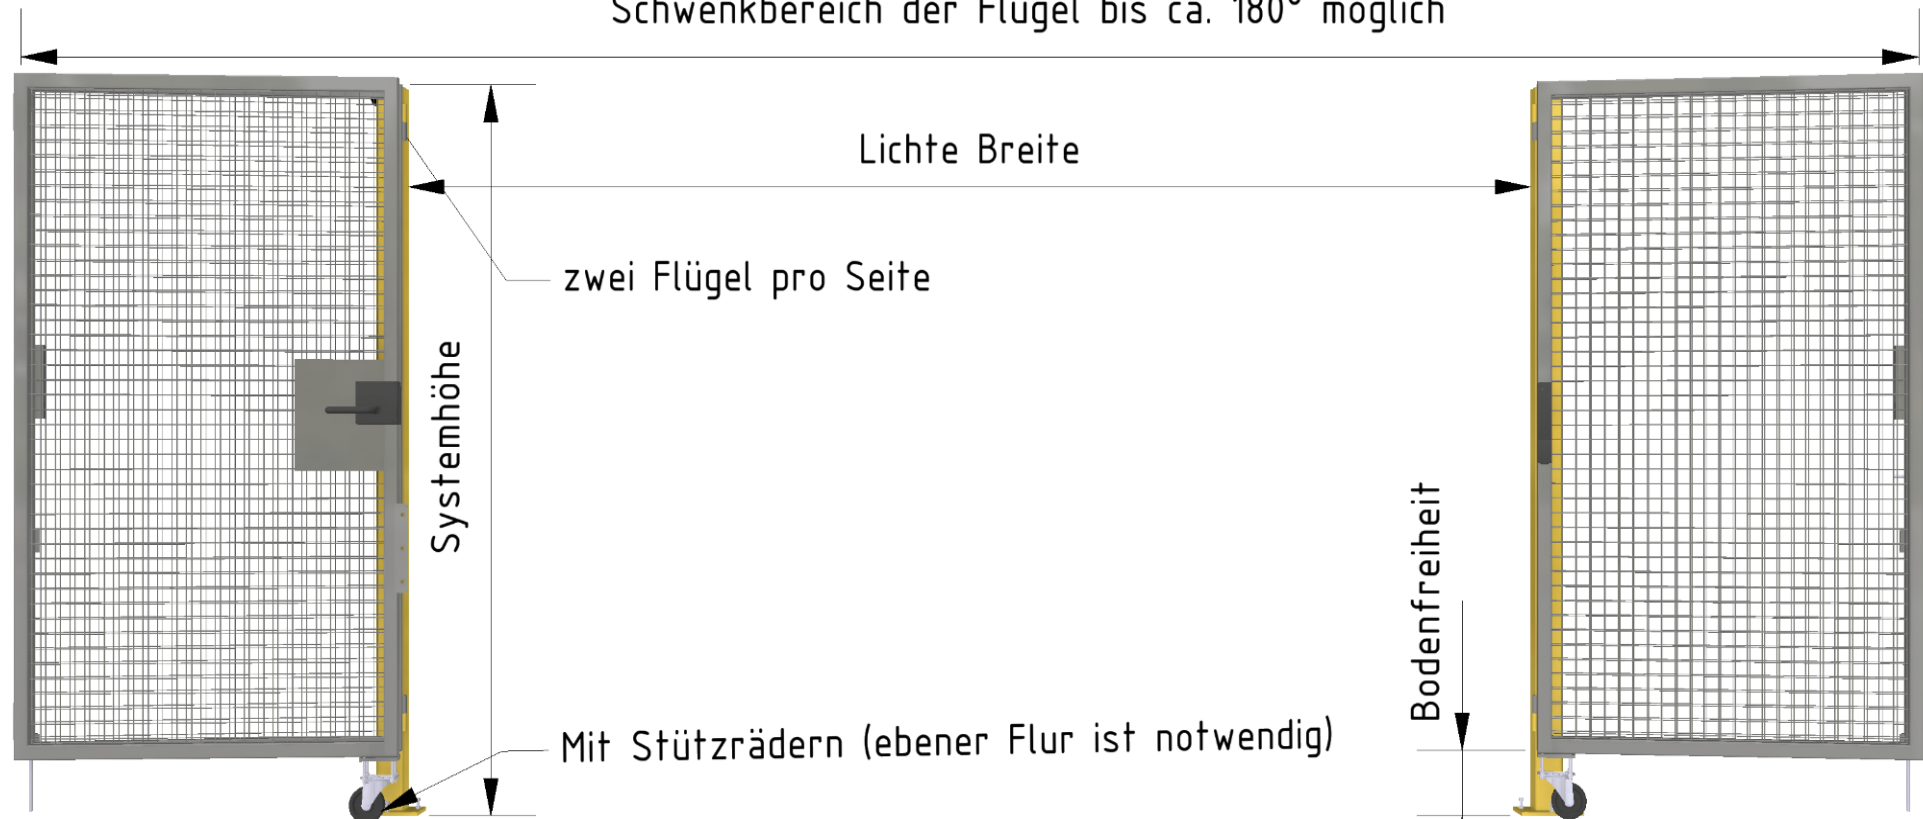 Schwenkbereich der Flügel bis ca. 180° möglich
Lichte Breite
zwei Flügel pro Seite
Systemhöhe
Bodenfreiheit
Mit Stützrädern (ebener Flur ist notwendig)